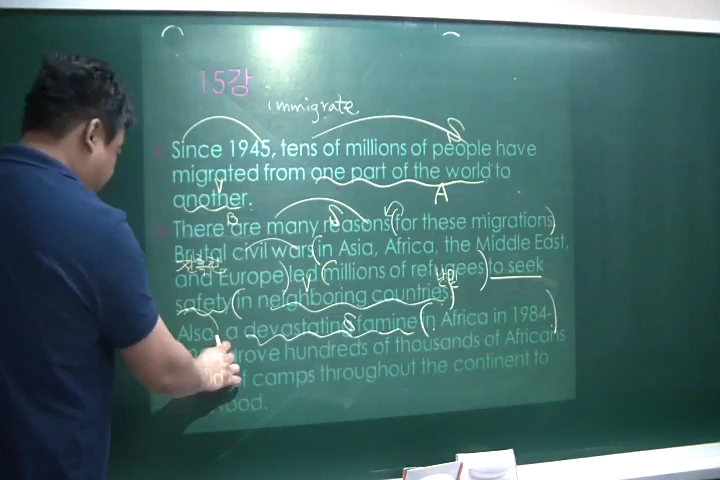 15강
immigrate
Since 1945, tens of millions of people have
S
migrated from one part of the world to
V
A
another.
B
There are many reasons (for these migrations)
S
Brutal civil wars (in Asia, Africa, the Middle East,
and Europe) led (millions of refugees) to seek
V
safety (in neighboring countries)
Also, a devastating famine (in Africa in 1984-)
S
drove hundreds of thousands of Africans
camps throughout the continent to
food.